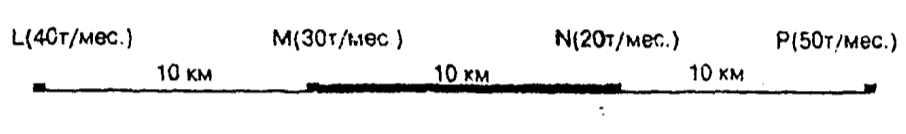 L(40т/мес.) M(30т/мес.) N(20т/мес.) P(50т/мес.)
10 км 10 км 10 км